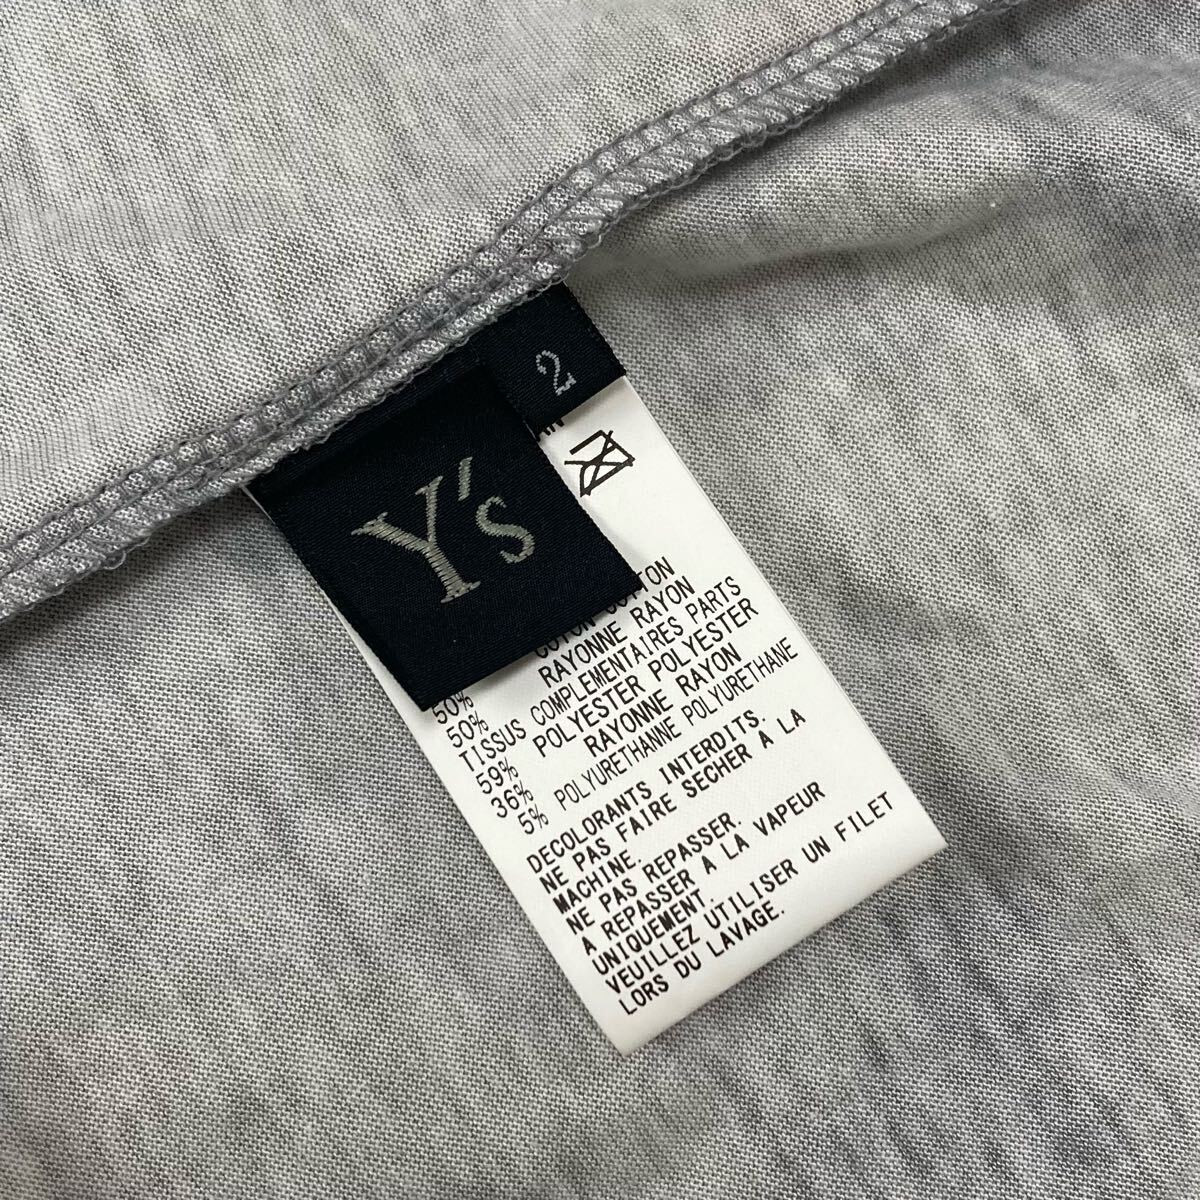 2
Y's
50% COTON COTTON
50% RAYONNE RAYON
TISSUS COMPLEMENTAIRES PARTS
59% POLYESTER POLYESTER
36% RAYONNE RAYON
5% POLYURETHANNE POLYURETHANE
DECOLORANTS INTERDITS.
NE PAS FAIRE SECHER A LA
MACHINE.
NE PAS REPASSER.
A REPASSER A LA VAPEUR
UNIQUEMENT.
VEUILLEZ UTILISER UN FILET
LORS DU LAVAGE.